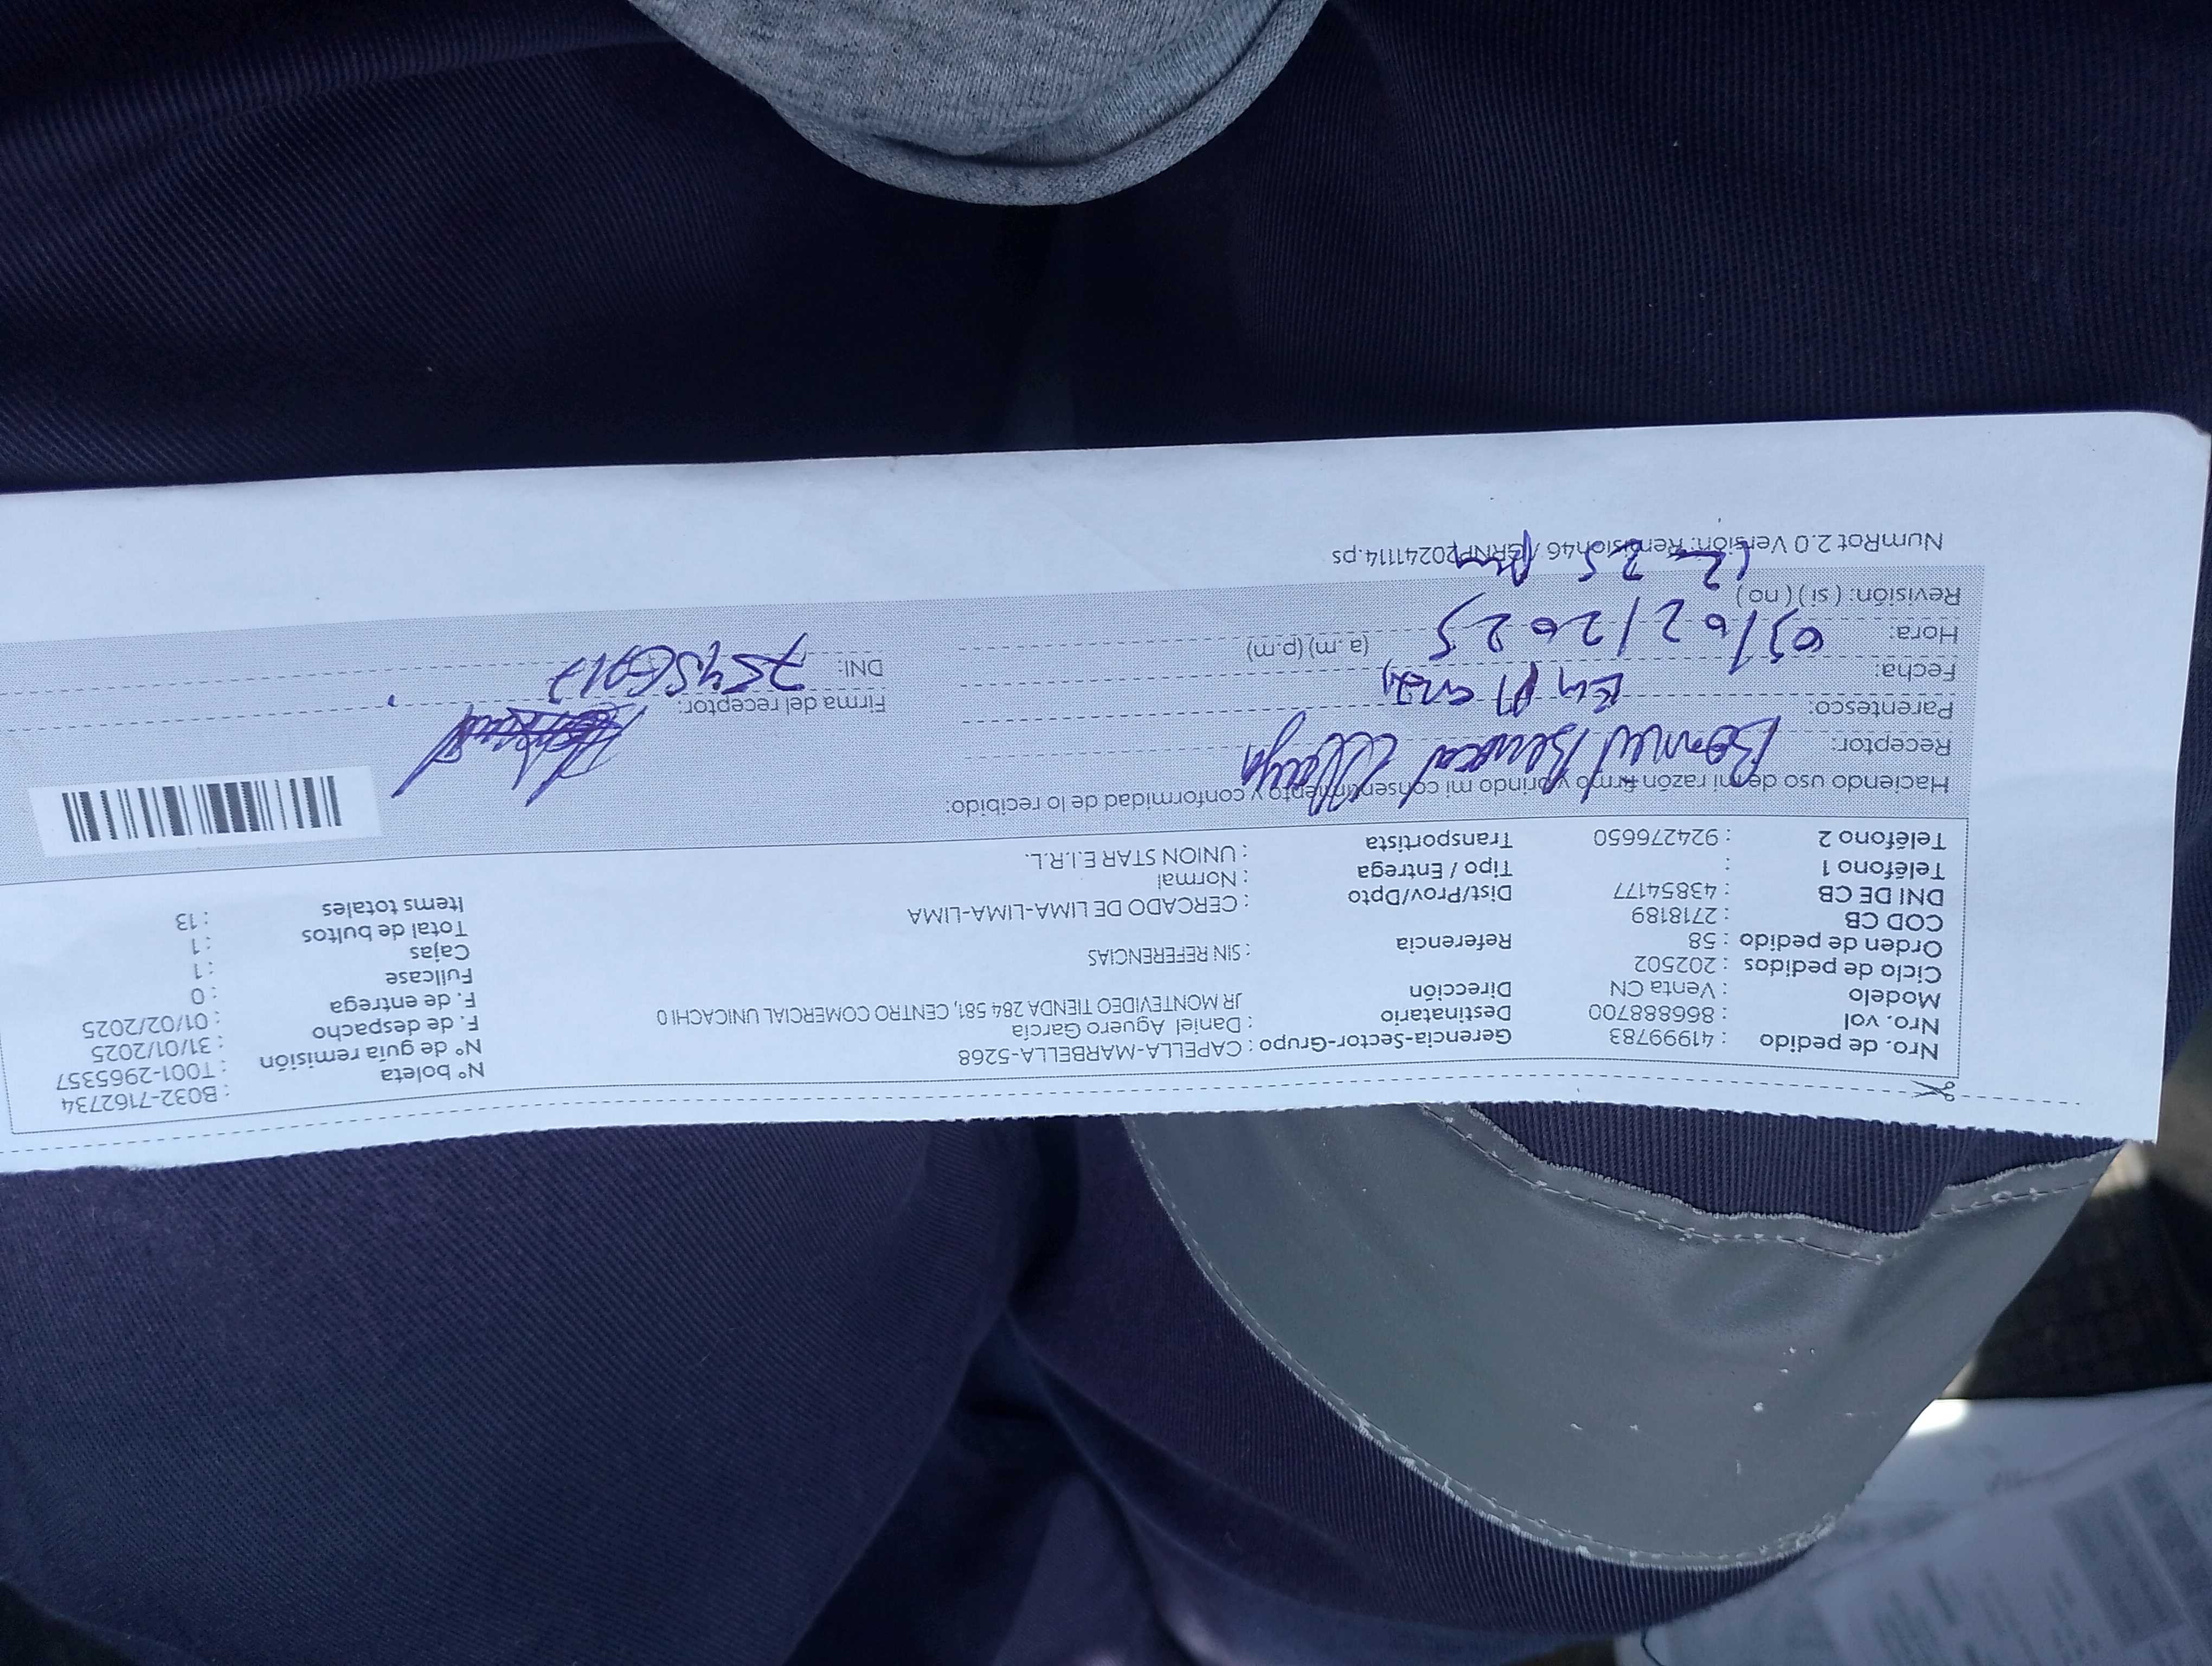 Nro. de pedido : 41999783 Gerencia-Sector-Grupo : CAPELLA-MARBELLA-5268 N° boleta : B032-7162734
Nro. vol : 86688700 Destinatario : Daniel Aguero García N° de guía remisión : T001-2965357
Modelo : Venta CN Dirección JR MONTEVIDEO TIENDA 284 581, CENTRO COMERCIAL UNICACHI 0 F. de despacho : 31/01/2025
Ciclo de pedidos : 202502 F. de entrega : 01/02/2025
Orden de pedido : 58 Referencia : SIN REFERENCIAS Fullcase : 0
COD CB : 2718189 Cajas : 1
DNI DE CB : 43854177 Dist/Prov/Dpto : CERCADO DE LIMA-LIMA-LIMA Total de bultos : 1
Teléfono 1 : Tipo / Entrega : Normal Items totales : 13
Teléfono 2 : 924276650 Transportista : UNION STAR E.I.R.L.
Haciendo uso de mi razón firmo y brindo mi consentimiento y conformidad de lo recibido:
Receptor:
Parentesco: Firma del receptor:
Fecha: DNI:
Hora: 03/02/2025 (a.m) (p.m)
Revisión: ( si ) ( no )
NumRot 2.0 Versión: Remision46 / GRNP20241114.ps